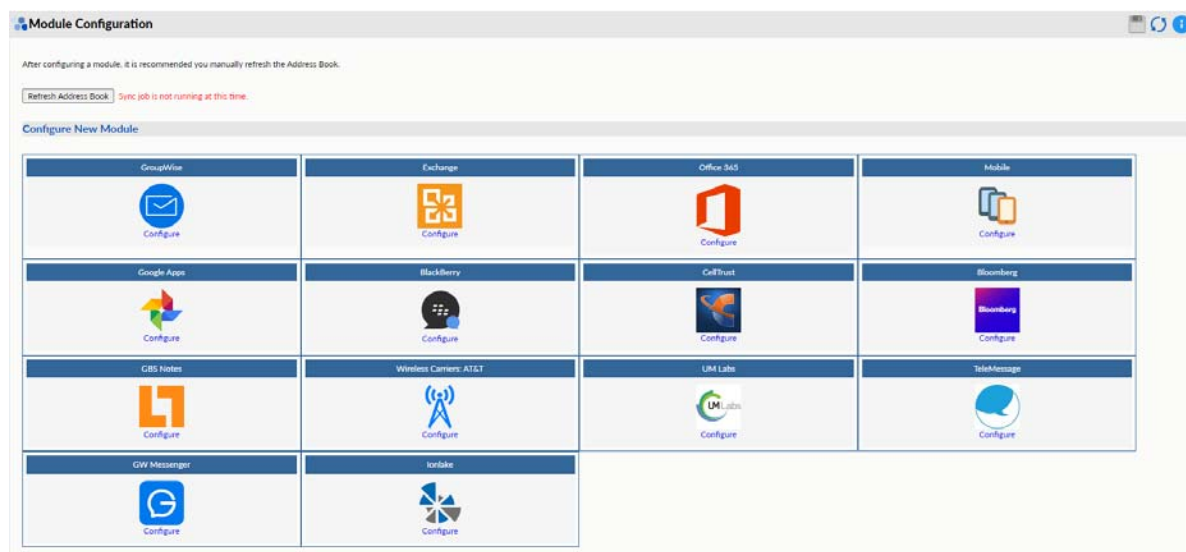 Module Configuration
After configuring a module, it is recommended you manually refresh the Address Book.
Refresh Address Book Sync job is not running at this time.
Configure New Module
GroupWise Exchange Office 365 Mobile
Configure Configure Configure Configure
Google Apps BlackBerry CellTrust Bloomberg
Bloomberg
Configure Configure Configure Configure
GBS Notes Wireless Carriers: AT&T UM Labs TeleMessage
UM Labs
Configure Configure Configure Configure
GW Messenger Ionlake
Configure Configure